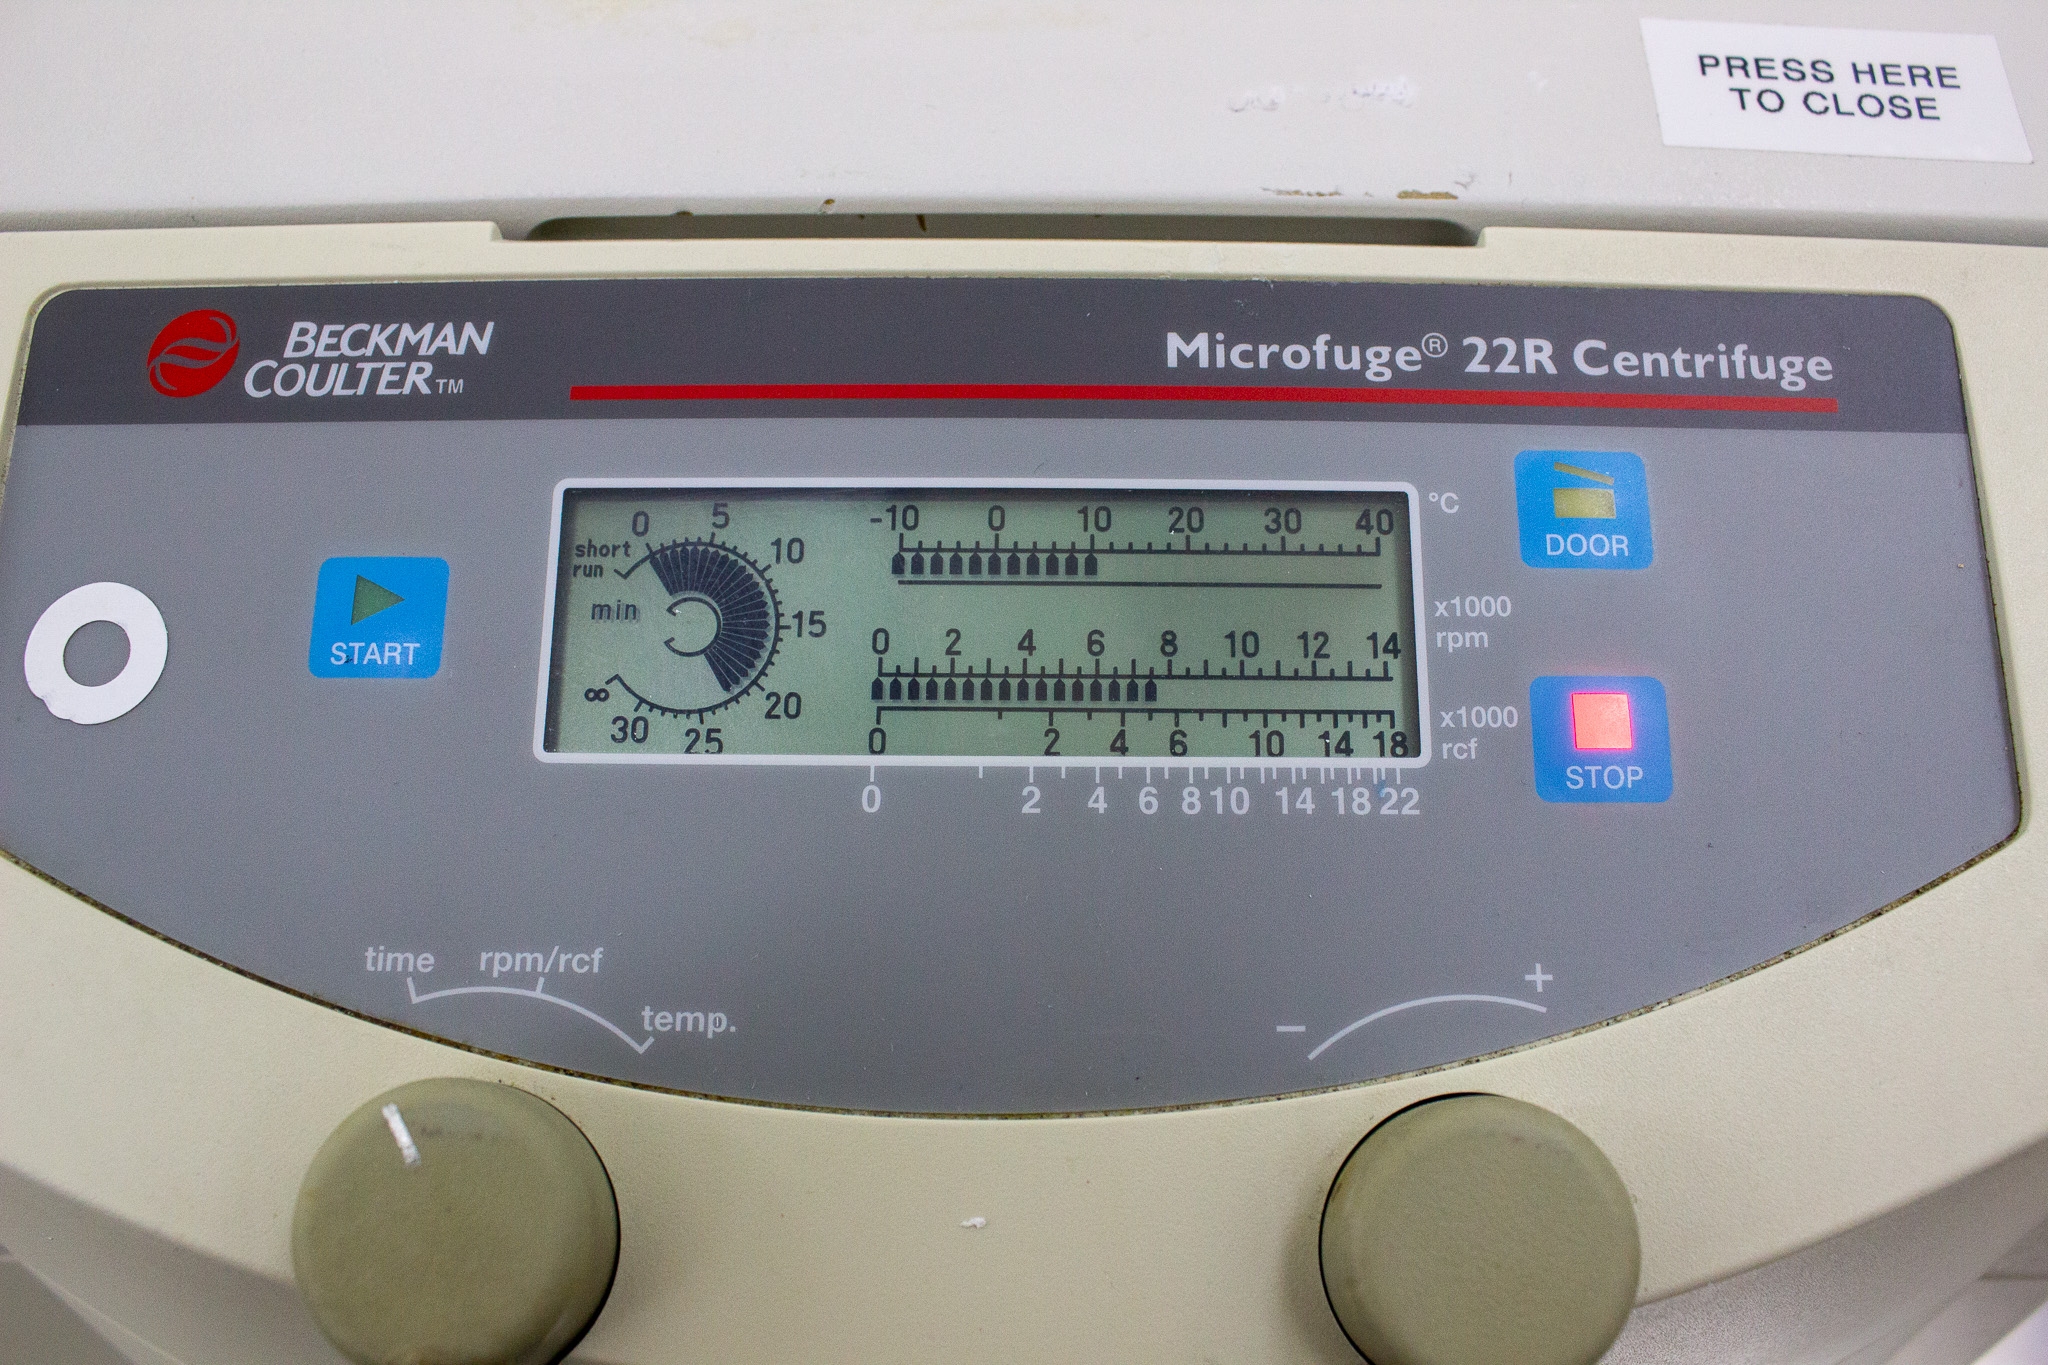 PRESS HERE
TO CLOSE
BECKMAN
COULTER™
Microfuge® 22R Centrifuge
START
short
run
min
0 5 10 15 20 25 30 ∞
-10 0 10 20 30 40
°C
0 2 4 6 8 10 12 14
x1000
rpm
0 2 4 6 10 14 18
x1000
rcf
0 2 4 6 8 10 14 18 22
DOOR
STOP
time rpm/rcf temp.
− +